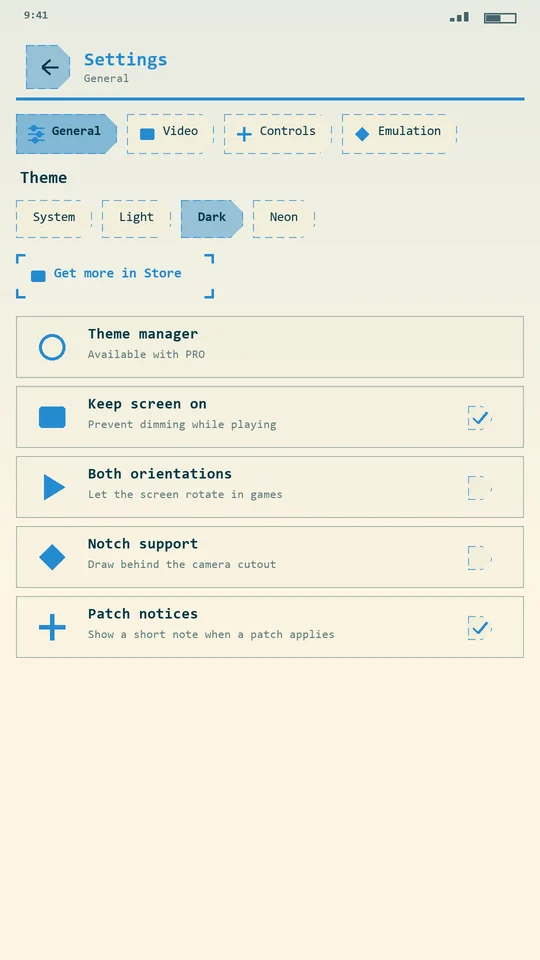 9:41
Settings
General
General
Video
Controls
Emulation
Theme
System
Light
Dark
Neon
Get more in Store
Theme manager
Available with PRO
Keep screen on
Prevent dimming while playing
Both orientations
Let the screen rotate in games
Notch support
Draw behind the camera cutout
Patch notices
Show a short note when a patch applies